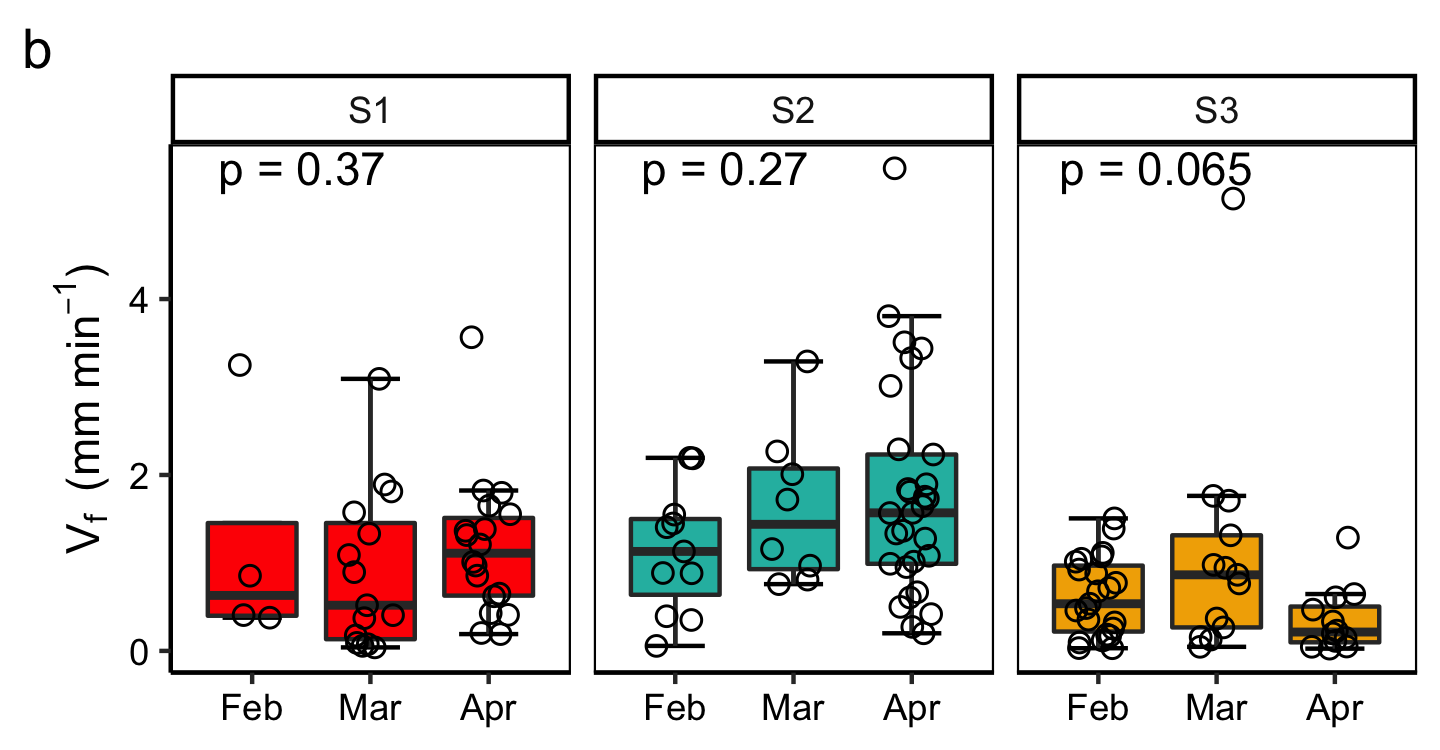 b
S1 S2 S3
p = 0.37 p = 0.27 p = 0.065
V_f (mm min⁻¹)
4
2
0
Feb Mar Apr Feb Mar Apr Feb Mar Apr